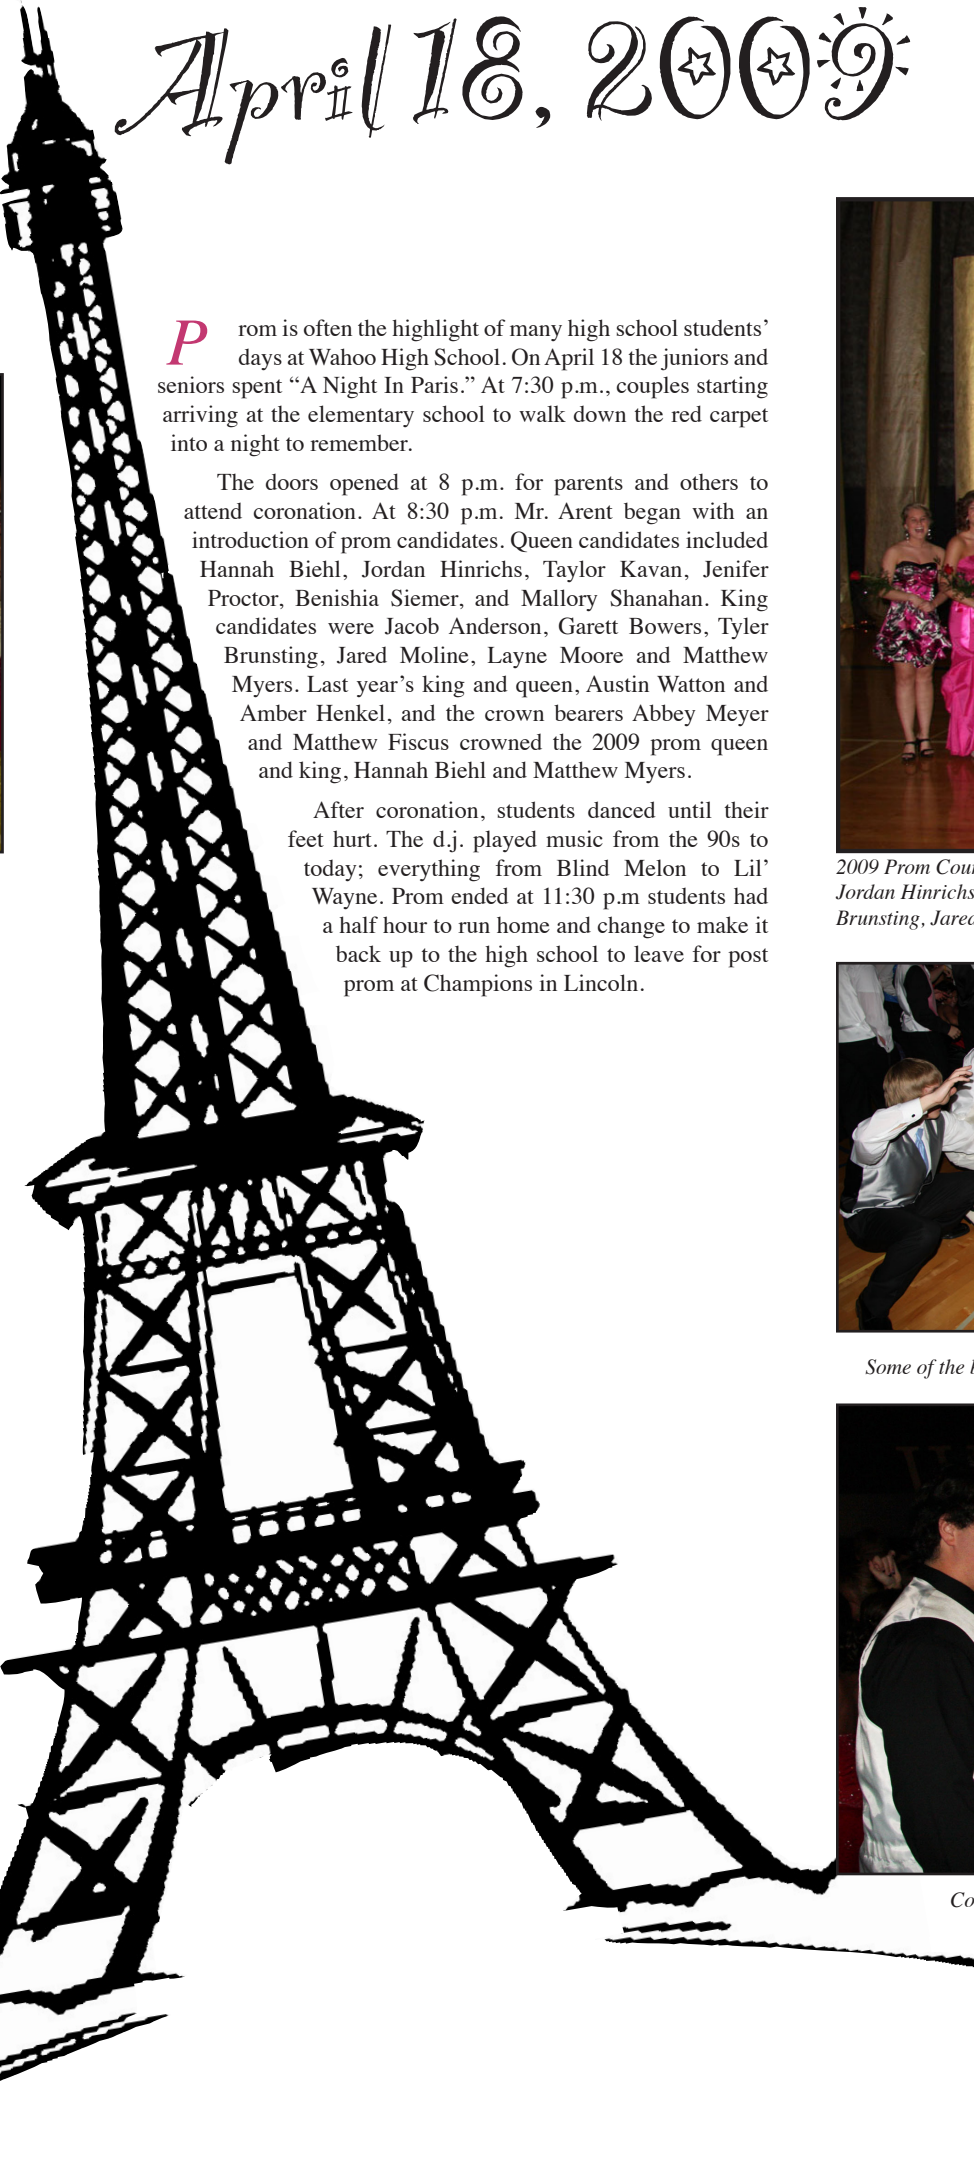 April 18, 2009
Prom is often the highlight of many high school students’
days at Wahoo High School. On April 18 the juniors and
seniors spent “A Night In Paris.” At 7:30 p.m., couples starting
arriving at the elementary school to walk down the red carpet
into a night to remember.
The doors opened at 8 p.m. for parents and others to
attend coronation. At 8:30 p.m. Mr. Arent began with an
introduction of prom candidates. Queen candidates included
Hannah Biehl, Jordan Hinrichs, Taylor Kavan, Jenifer
Proctor, Benishia Siemer, and Mallory Shanahan. King
candidates were Jacob Anderson, Garett Bowers, Tyler
Brunsting, Jared Moline, Layne Moore and Matthew
Myers. Last year’s king and queen, Austin Watton and
Amber Henkel, and the crown bearers Abbey Meyer
and Matthew Fiscus crowned the 2009 prom queen
and king, Hannah Biehl and Matthew Myers.
After coronation, students danced until their
feet hurt. The d.j. played music from the 90s to
today; everything from Blind Melon to Lil’
Wayne. Prom ended at 11:30 p.m students had
a half hour to run home and change to make it
back up to the high school to leave for post
prom at Champions in Lincoln.
2009 Prom Cour
Jordan Hinrichs
Brunsting, Jared
Some of the
Co